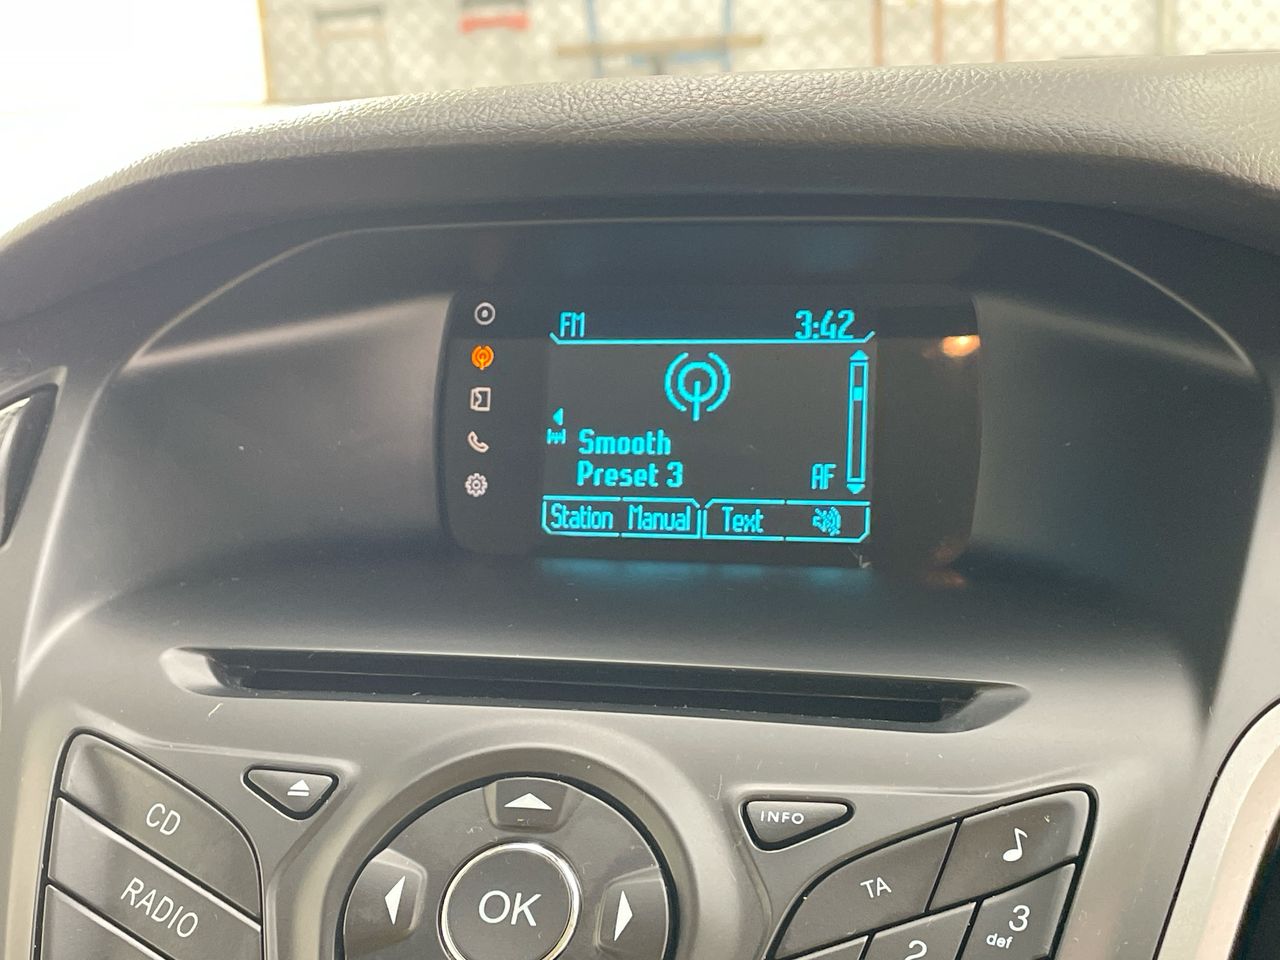 FM 3:42
Smooth
Preset 3 AF
Station Manual Text
CD
RADIO
OK
INFO
TA
2
3
def